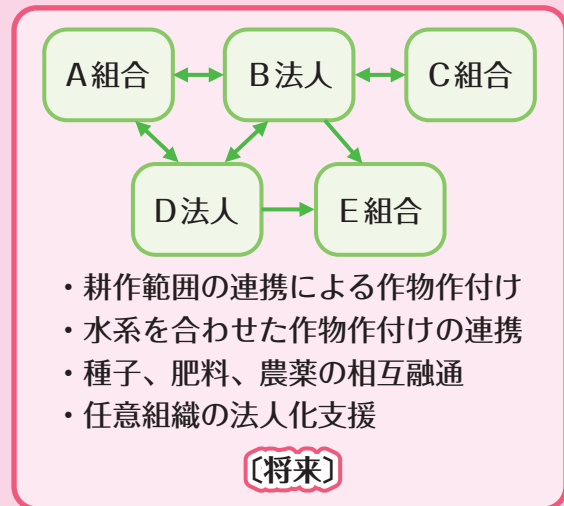 A組合
B法人
C組合
D法人
E組合
・耕作範囲の連携による作物作付け
・水系を合わせた作物作付けの連携
・種子、肥料、農薬の相互融通
・任意組織の法人化支援
〔将来〕